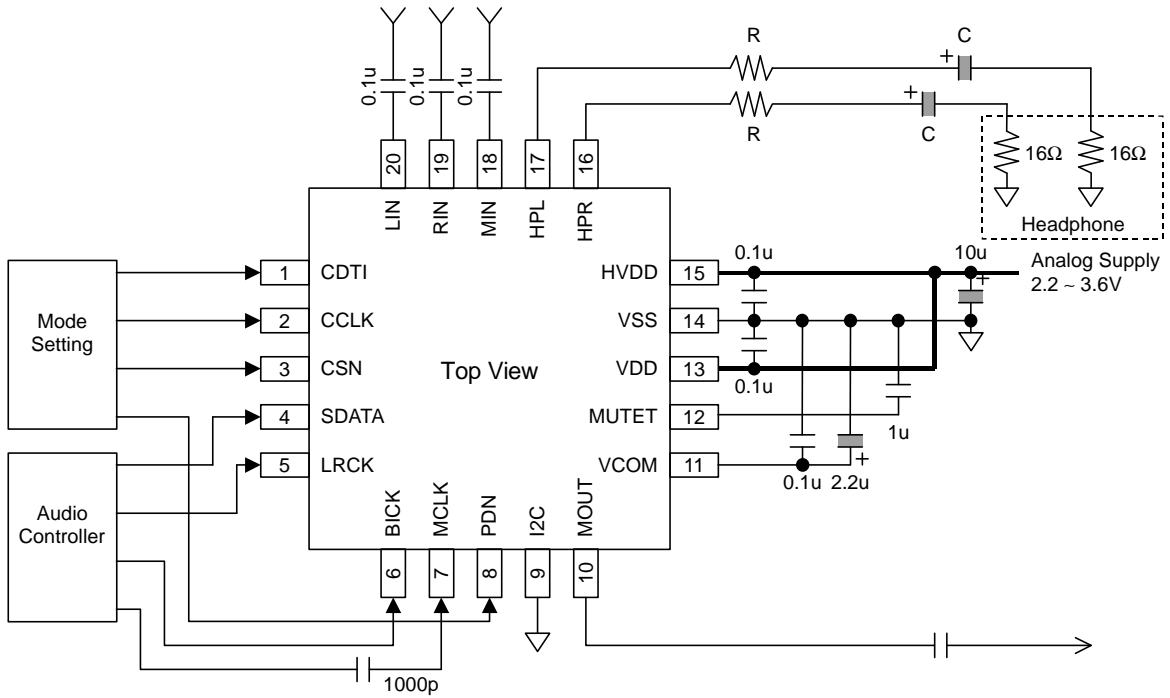 R
C
0.1u
0.1u
0.1u
R
C
20
19
18
17
16
16Ω
16Ω
LIN
RIN
MIN
HPL
HPR
Headphone
Mode
Setting
1
CDTI
2
CCLK
3
CSN
4
SDATA
5
LRCK
Top View
HVDD
15
VSS
14
VDD
13
MUTET
12
VCOM
11
0.1u
10u
+
Analog Supply
2.2 ~ 3.6V
0.1u
1u
0.1u
2.2u
+
+
+
Audio
Controller
BICK
MCLK
PDN
I2C
MOUT
6
7
8
9
10
1000p